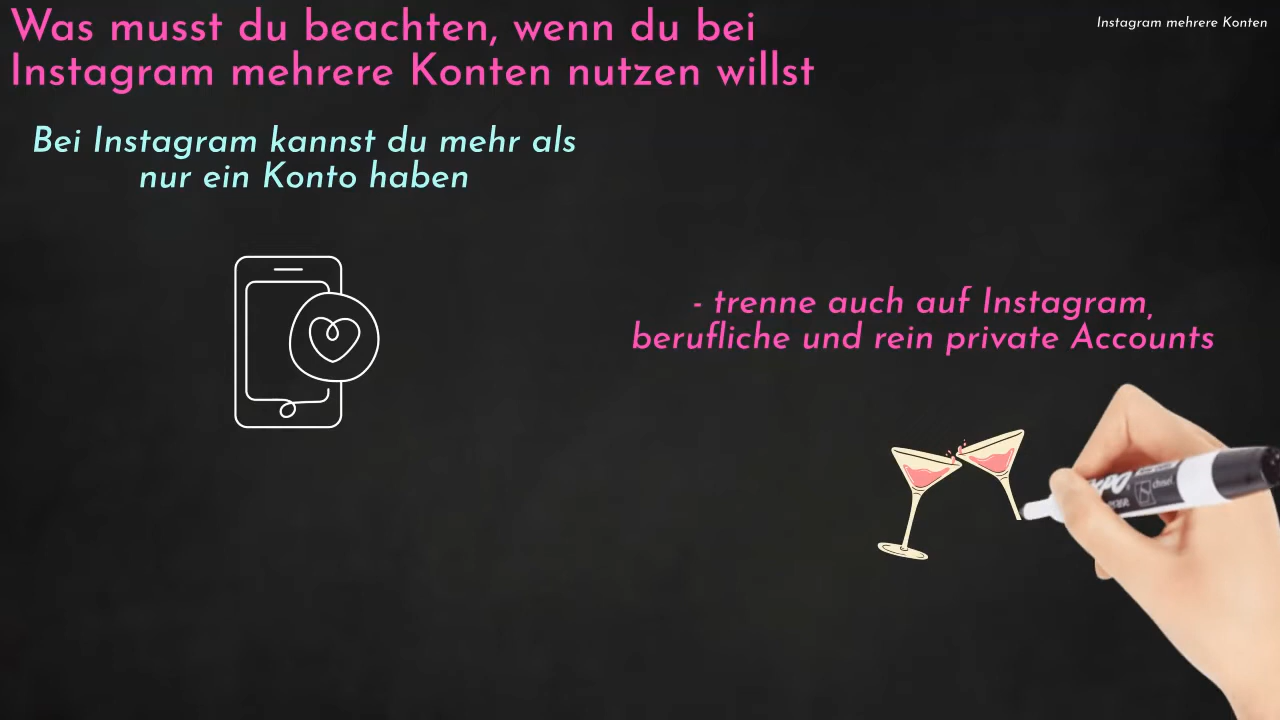 Was musst du beachten, wenn du bei
Instagram mehrere Konten nutzen willst
Instagram mehrere Konten
Bei Instagram kannst du mehr als
nur ein Konto haben
- trenne auch auf Instagram,
berufliche und rein private Accounts
chisel